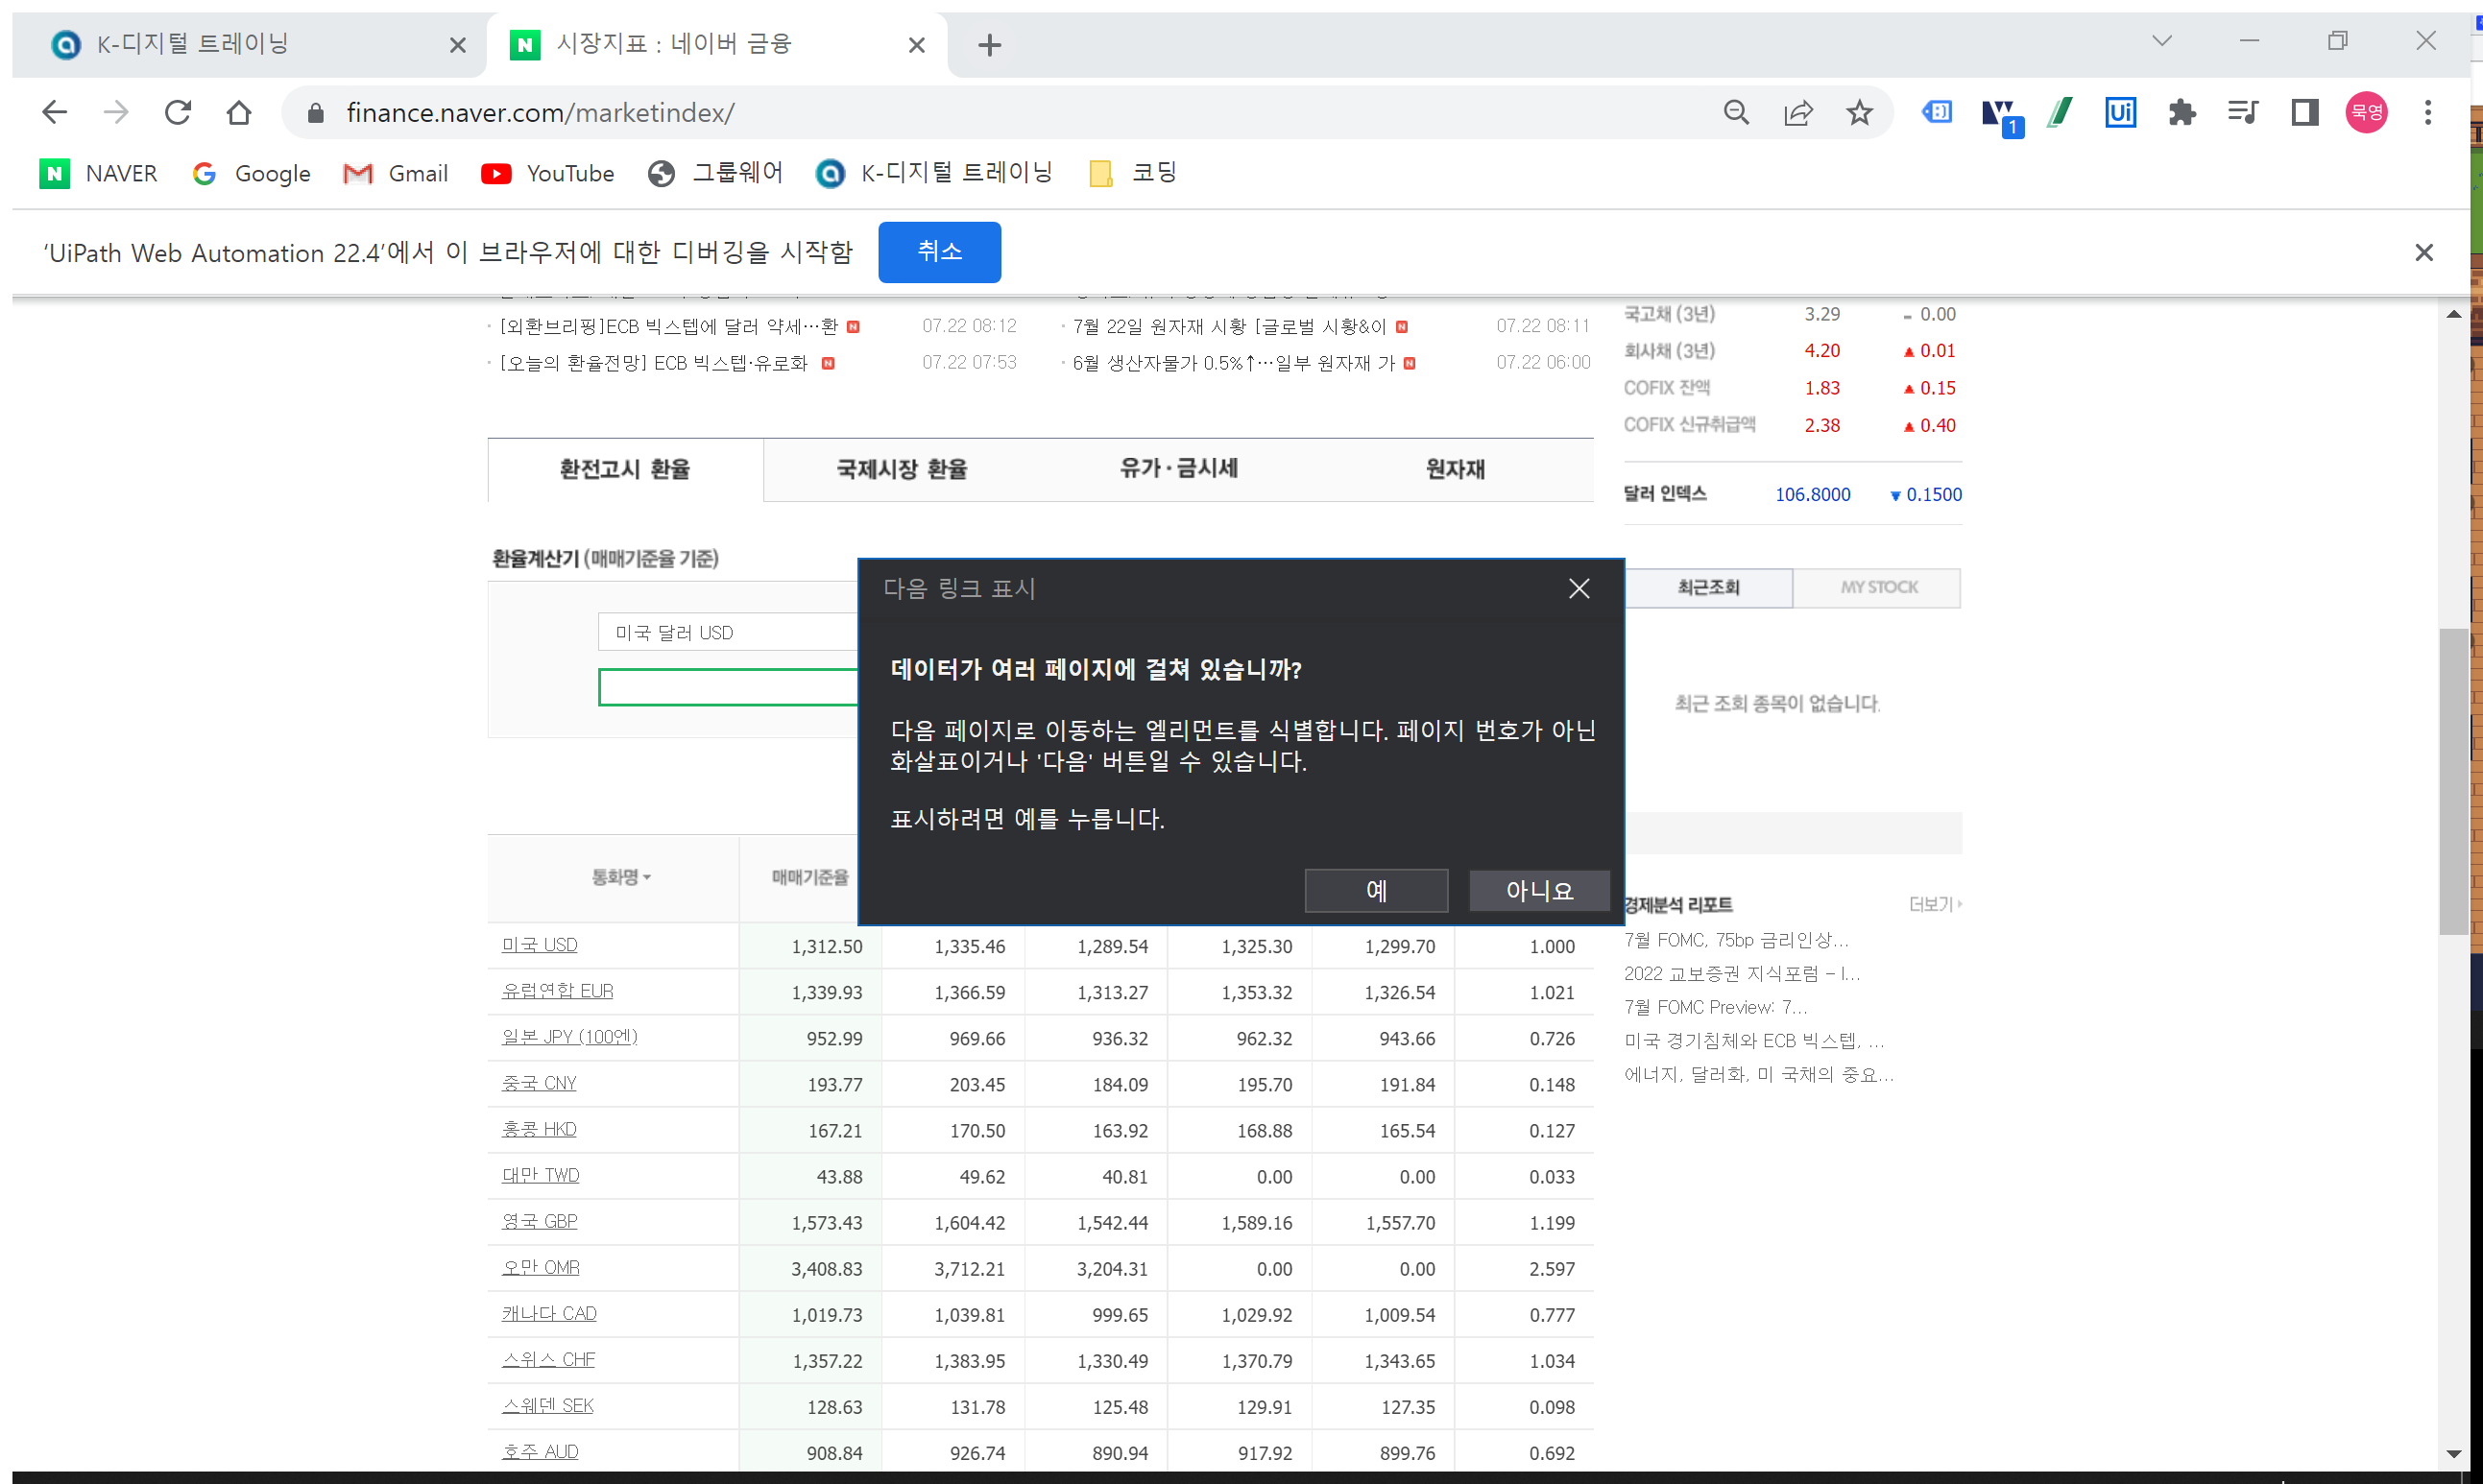 K-디지털 트레이닝
시장지표 : 네이버 금융
finance.naver.com/marketindex/
1
묵영
NAVER Google Gmail YouTube 그룹웨어 K-디지털 트레이닝 코딩
'UiPath Web Automation 22.4'에서 이 브라우저에 대한 디버깅을 시작함 취소
[외환브리핑]ECB 빅스텝에 달러 약세…환 07.22 08:12
7월 22일 원자재 시황 [글로벌 시황&이 07.22 08:11
[오늘의 환율전망] ECB 빅스텝·유로화 07.22 07:53
6월 생산자물가 0.5%↑…일부 원자재 가 07.22 06:00
국고채 (3년) 3.29 0.00
회사채 (3년) 4.20 ▲ 0.01
COFIX 잔액 1.83 ▲ 0.15
COFIX 신규취급액 2.38 ▲ 0.40
달러 인덱스 106.8000 ▼ 0.1500
환전고시 환율 국제시장 환율 유가·금시세 원자재
환율계산기 (매매기준율 기준)
미국 달러 USD
다음 링크 표시
데이터가 여러 페이지에 걸쳐 있습니까?
다음 페이지로 이동하는 엘리먼트를 식별합니다. 페이지 번호가 아닌
화살표이거나 '다음' 버튼일 수 있습니다.
표시하려면 예를 누릅니다.
예 아니요
최근조회 MY STOCK
최근 조회 종목이 없습니다.
통화명 매매기준율
미국 USD 1,312.50 1,335.46 1,289.54 1,325.30 1,299.70 1.000
유럽연합 EUR 1,339.93 1,366.59 1,313.27 1,353.32 1,326.54 1.021
일본 JPY (100엔) 952.99 969.66 936.32 962.32 943.66 0.726
중국 CNY 193.77 203.45 184.09 195.70 191.84 0.148
홍콩 HKD 167.21 170.50 163.92 168.88 165.54 0.127
대만 TWD 43.88 49.62 40.81 0.00 0.00 0.033
영국 GBP 1,573.43 1,604.42 1,542.44 1,589.16 1,557.70 1.199
오만 OMR 3,408.83 3,712.21 3,204.31 0.00 0.00 2.597
캐나다 CAD 1,019.73 1,039.81 999.65 1,029.92 1,009.54 0.777
스위스 CHF 1,357.22 1,383.95 1,330.49 1,370.79 1,343.65 1.034
스웨덴 SEK 128.63 131.78 125.48 129.91 127.35 0.098
호주 AUD 908.84 926.74 890.94 917.92 899.76 0.692
경제분석 리포트 더보기
7월 FOMC, 75bp 금리인상...
2022 교보증권 지식포럼 – I...
7월 FOMC Preview: 7...
미국 경기침체와 ECB 빅스텝, ...
에너지, 달러화, 미 국채의 중요...